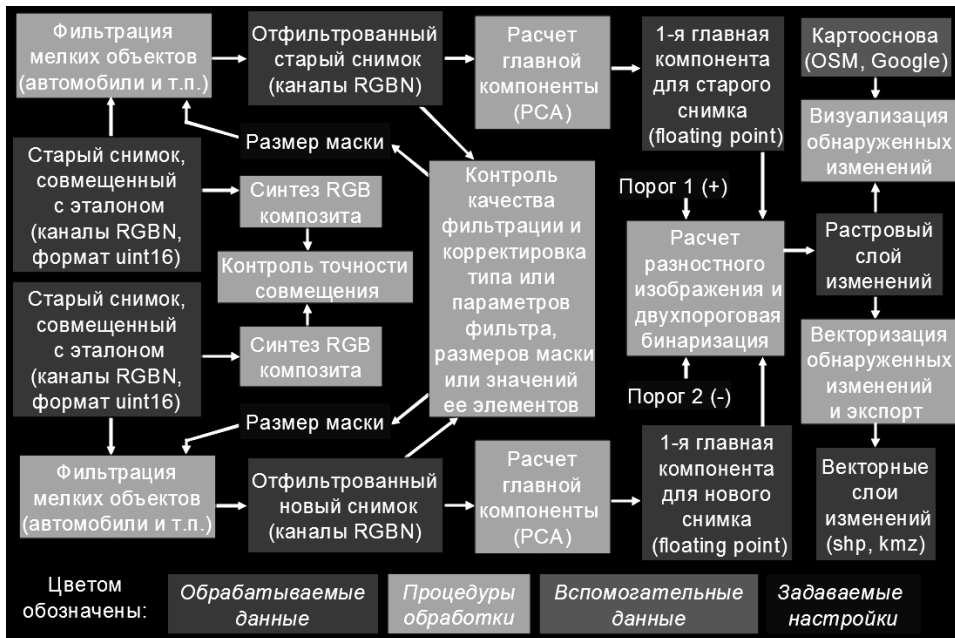 Фильтрация
мелких объектов
(автомобили и т.п.)
Отфильтрованный
старый снимок
(каналы RGBN)
Расчет
главной
компоненты
(PCA)
1-я главная
компонента
для старого
снимка
(floating point)
Картооснова
(OSM, Google)
Размер маски
Визуализация
обнаруженных
изменений
Старый снимок,
совмещенный
с эталоном
(каналы RGBN,
формат uint16)
Синтез RGB
композита
Контроль
качества
фильтрации и
корректировка
типа или
параметров
фильтра,
размеров маски
или значений
ее элементов
Порог 1 (+)
Контроль точности
совмещения
Расчет
разностного
изображения и
двухпороговая
бинаризация
Растровый
слой
изменений
Старый снимок,
совмещенный
с эталоном
(каналы RGBN,
формат uint16)
Синтез RGB
композита
Векторизация
обнаруженных
изменений
и экспорт
Порог 2 (-)
Размер маски
Фильтрация
мелких объектов
(автомобили и т.п.)
Отфильтрованный
новый снимок
(каналы RGBN)
Расчет
главной
компоненты
(PCA)
1-я главная
компонента
для нового
снимка
(floating point)
Векторные
слои
изменений
(shp, kmz)
Цветом
обозначены:
Обрабатываемые
данные
Процедуры
обработки
Вспомогательные
данные
Задаваемые
настройки